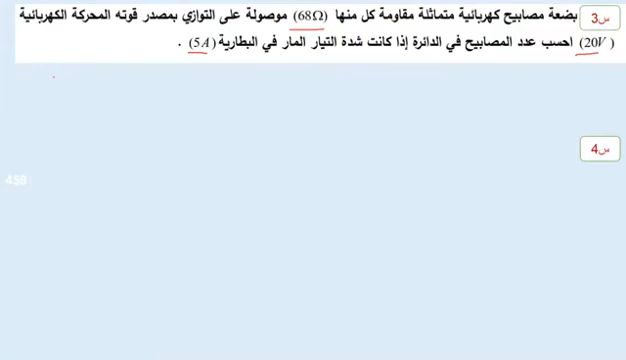 س3 بضعة مصابيح كهربائية متماثلة مقاومة كل منها (68Ω) موصولة على التوازي بمصدر قوته المحركة الكهربائية
(20V) احسب عدد المصابيح في الدائرة إذا كانت شدة التيار المار في البطارية (5A) .
س4
459